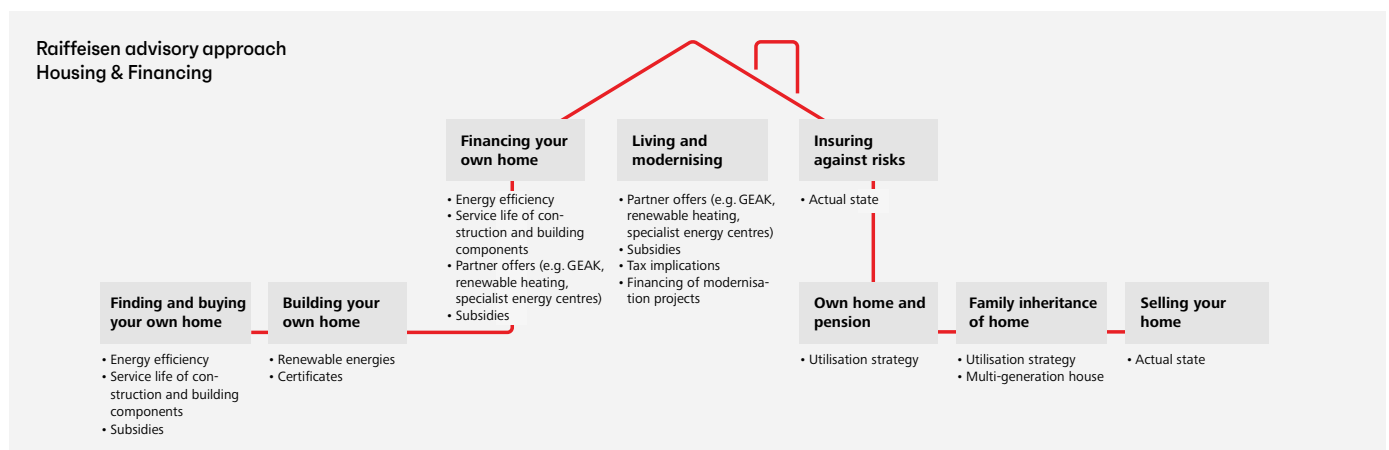 Raiffeisen advisory approach
Housing & Financing
Financing your
own home
• Energy efficiency
• Service life of con-
struction and building
components
• Partner offers (e.g. GEAK,
renewable heating,
specialist energy centres)
• Subsidies
Living and
modernising
• Partner offers (e.g. GEAK,
renewable heating,
specialist energy centres)
• Subsidies
• Tax implications
• Financing of modernisa-
tion projects
Insuring
against risks
• Actual state
Finding and buying
your own home
• Energy efficiency
• Service life of con-
struction and building
components
• Subsidies
Building your
own home
• Renewable energies
• Certificates
Own home and
pension
• Utilisation strategy
Family inheritance
of home
• Utilisation strategy
• Multi-generation house
Selling your
home
• Actual state